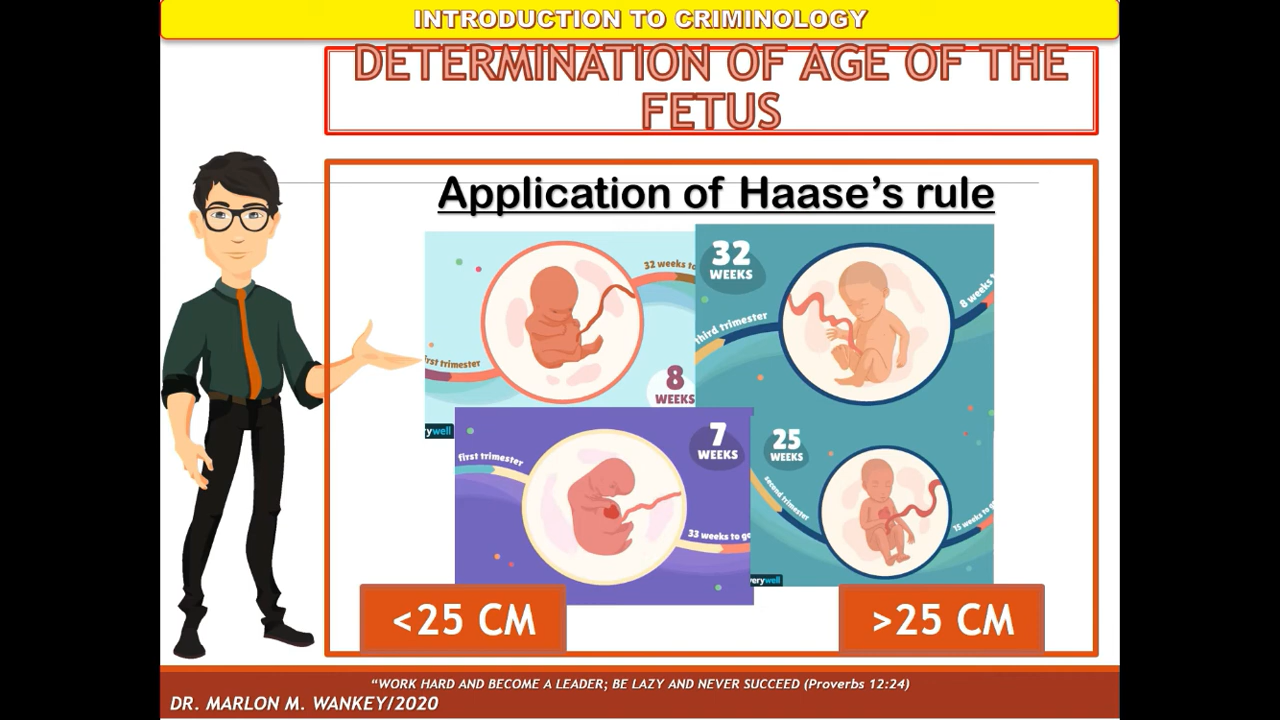 INTRODUCTION TO CRIMINOLOGY
DETERMINATION OF AGE OF THE
FETUS
Application of Haase’s rule
32 weeks to
first trimester
8
WEEKS
32
WEEKS
third trimester
8 weeks t
erywell
first trimester
7
WEEKS
33 weeks to go
25
WEEKS
second trimester
15 weeks to go
verywell
<25 CM
>25 CM
“WORK HARD AND BECOME A LEADER; BE LAZY AND NEVER SUCCEED (Proverbs 12:24)
DR. MARLON M. WANKEY/2020